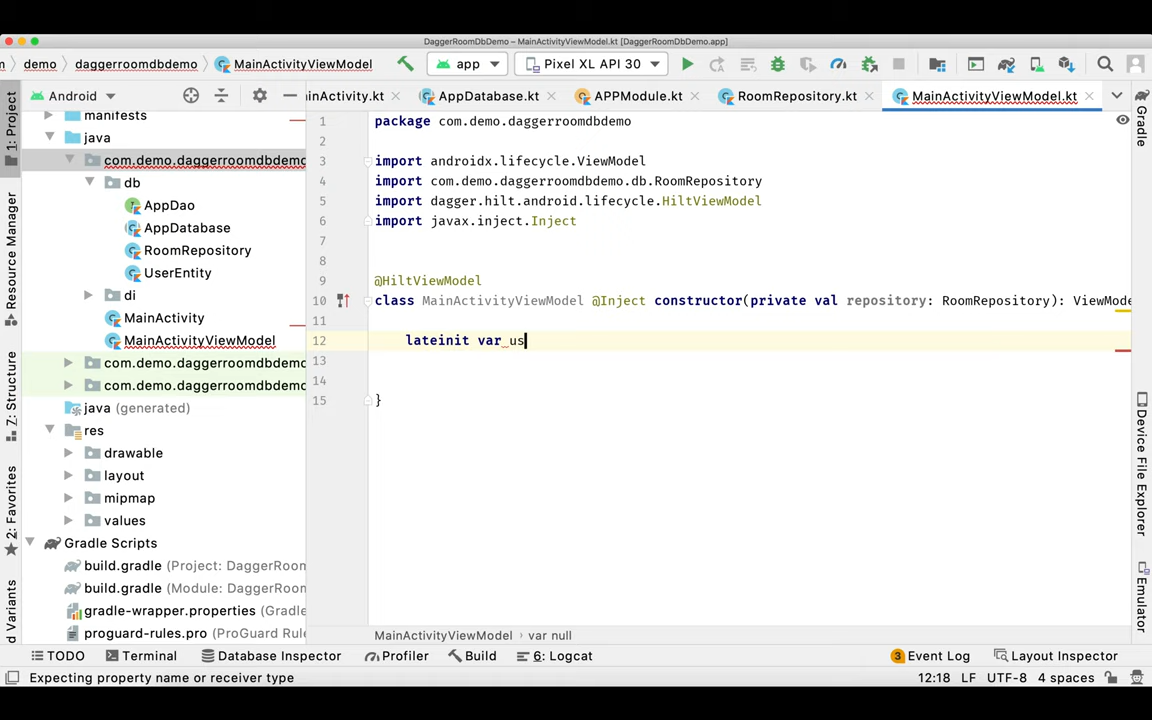 DaggerRoomDbDemo – MainActivityViewModel.kt [DaggerRoomDbDemo.app]
demo daggerroomdbdemo MainActivityViewModel app Pixel XL API 30
1: Project
Resource Manager
Z: Structure
2: Favorites
d Variants
Android
inActivity.kt AppDatabase.kt APPModule.kt RoomRepository.kt MainActivityViewModel.kt
manifests
java
com.demo.daggerroomdbdemo
db
AppDao
AppDatabase
RoomRepository
UserEntity
di
MainActivity
MainActivityViewModel
com.demo.daggerroomdbdemo
com.demo.daggerroomdbdemo
java (generated)
res
drawable
layout
mipmap
values
Gradle Scripts
build.gradle (Project: DaggerRoom
build.gradle (Module: DaggerRoom
gradle-wrapper.properties (Gradle
proguard-rules.pro (ProGuard Rule
1 package com.demo.daggerroomdbdemo
2
3 import androidx.lifecycle.ViewModel
4 import com.demo.daggerroomdbdemo.db.RoomRepository
5 import dagger.hilt.android.lifecycle.HiltViewModel
6 import javax.inject.Inject
7
8
9 @HiltViewModel
10 class MainActivityViewModel @Inject constructor(private val repository: RoomRepository): ViewMode
11
12 lateinit var us
13
14
15 }
MainActivityViewModel › var null
Gradle
Device File Explorer
Emulator
TODO Terminal Database Inspector Profiler Build 6: Logcat 3 Event Log Layout Inspector
Expecting property name or receiver type 12:18 LF UTF-8 4 spaces